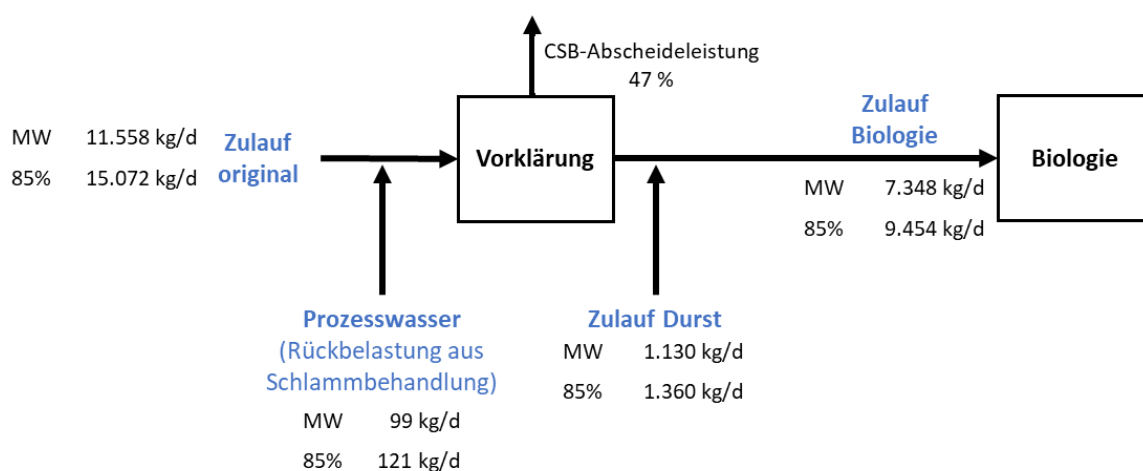 CSB-Abscheideleistung
47 %
MW 11.558 kg/d
85% 15.072 kg/d
Zulauf
original
Vorklärung
Zulauf
Biologie
MW 7.348 kg/d
85% 9.454 kg/d
Biologie
Prozesswasser
(Rückbelastung aus
Schlammbehandlung)
MW 99 kg/d
85% 121 kg/d
Zulauf Durst
MW 1.130 kg/d
85% 1.360 kg/d